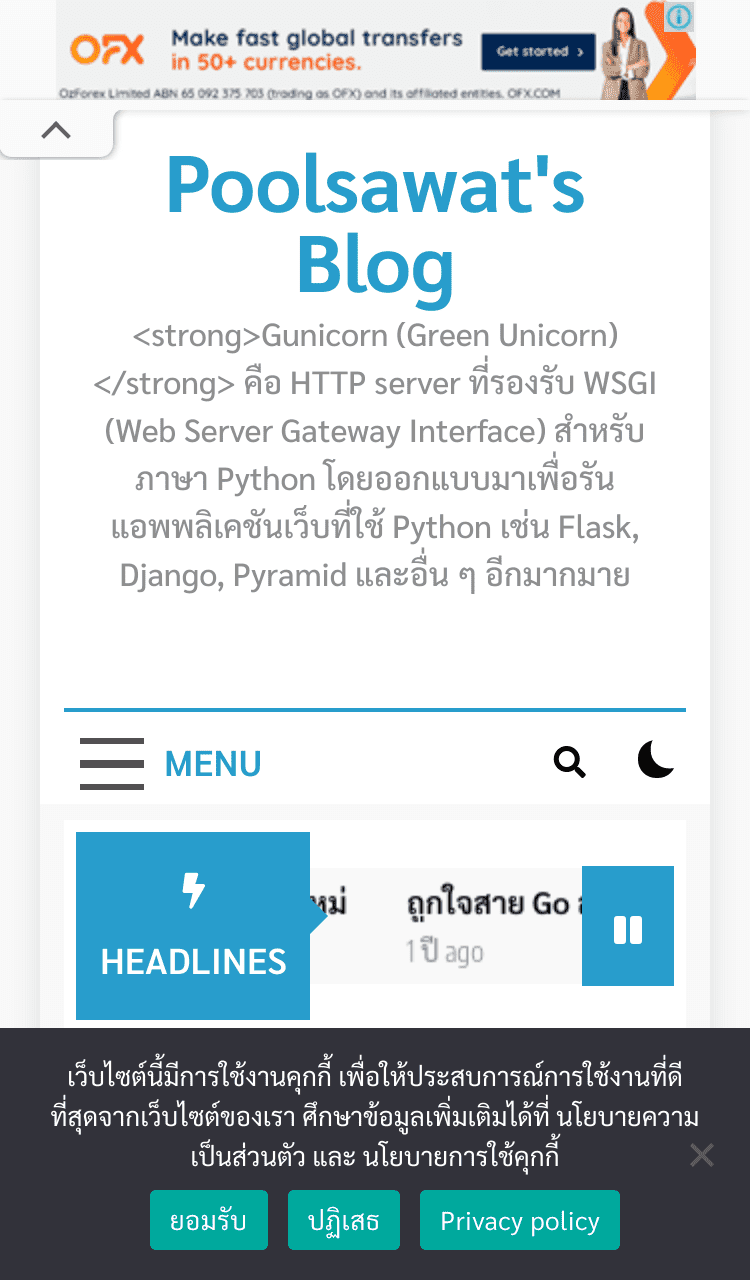 OFX
Make fast global transfers
in 50+ currencies.
Get started
OzForex Limited ABN 65 092 375 703 (trading as OFX) and its affiliated entities. OFX.COM
Poolsawat's
Blog
<strong>Gunicorn (Green Unicorn)
</strong> คือ HTTP server ที่รองรับ WSGI
(Web Server Gateway Interface) สำหรับ
ภาษา Python โดยออกแบบมาเพื่อรัน
แอพพลิเคชันเว็บที่ใช้ Python เช่น Flask,
Django, Pyramid และอื่น ๆ อีกมากมาย
MENU
HEADLINES
ถูกใจสาย Go
1 ปี ago
เว็บไซต์นี้มีการใช้งานคุกกี้ เพื่อให้ประสบการณ์การใช้งานที่ดี
ที่สุดจากเว็บไซต์ของเรา ศึกษาข้อมูลเพิ่มเติมได้ที่ นโยบายความ
เป็นส่วนตัว และ นโยบายการใช้คุกกี้
ยอมรับ ปฏิเสธ Privacy policy